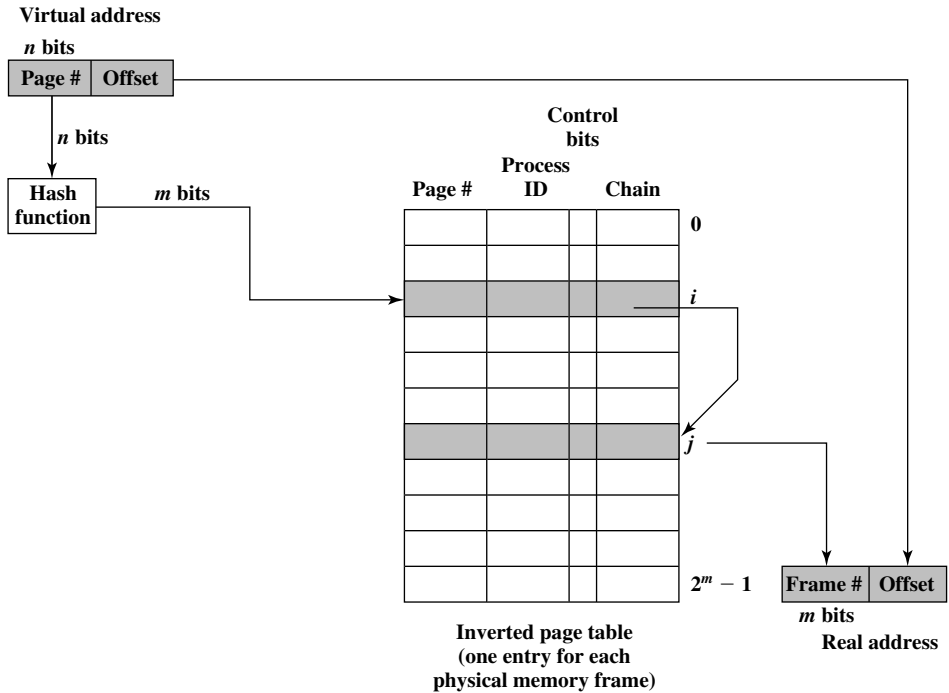 Virtual address
n bits
Page # Offset
n bits
Hash
function
m bits
Control
bits
Process
Page # ID Chain
0
i
j
2^m − 1
Frame # Offset
m bits
Real address
Inverted page table
(one entry for each
physical memory frame)